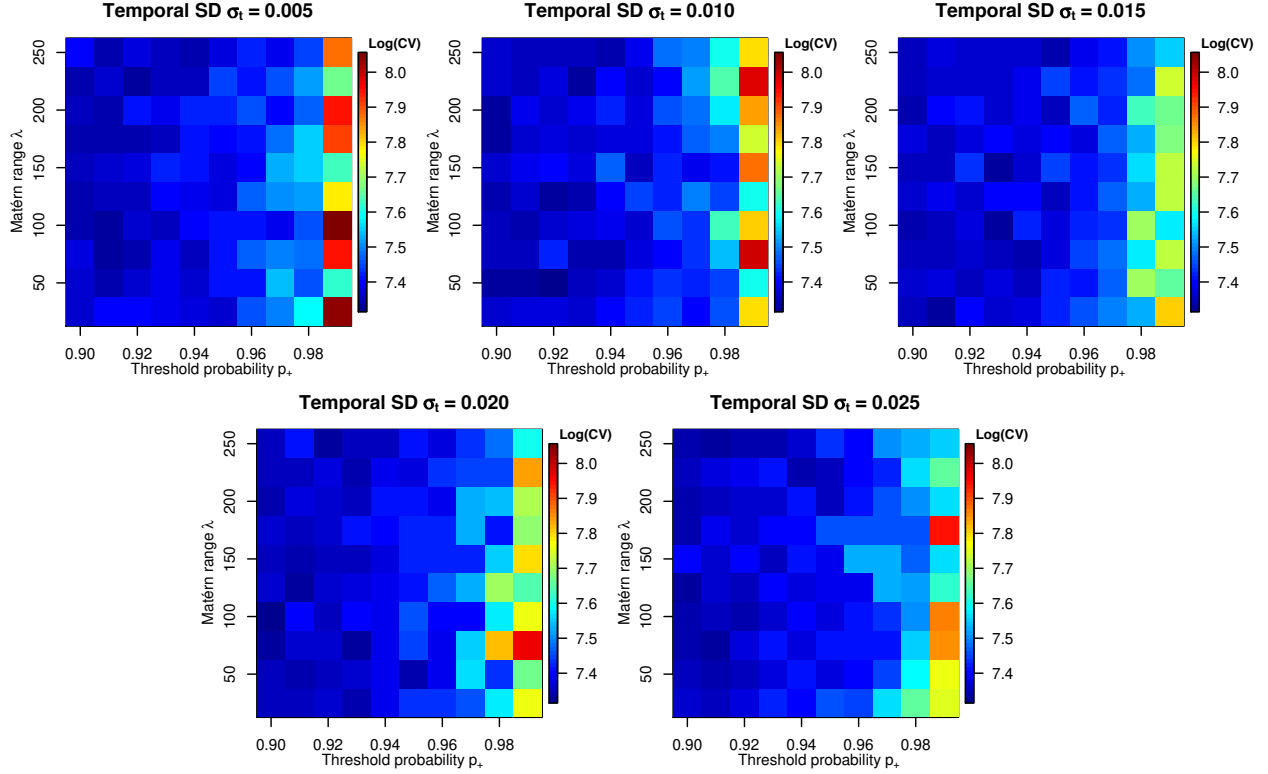 Temporal SD σt = 0.005
Log(CV)
Matérn range λ
250
200
150
100
50
8.0
7.9
7.8
7.7
7.6
7.5
7.4
0.90 0.92 0.94 0.96 0.98
Threshold probability p+
Temporal SD σt = 0.010
Log(CV)
Matérn range λ
250
200
150
100
50
8.0
7.9
7.8
7.7
7.6
7.5
7.4
0.90 0.92 0.94 0.96 0.98
Threshold probability p+
Temporal SD σt = 0.015
Log(CV)
Matérn range λ
250
200
150
100
50
8.0
7.9
7.8
7.7
7.6
7.5
7.4
0.90 0.92 0.94 0.96 0.98
Threshold probability p+
Temporal SD σt = 0.020
Log(CV)
Matérn range λ
250
200
150
100
50
8.0
7.9
7.8
7.7
7.6
7.5
7.4
0.90 0.92 0.94 0.96 0.98
Threshold probability p+
Temporal SD σt = 0.025
Log(CV)
Matérn range λ
250
200
150
100
50
8.0
7.9
7.8
7.7
7.6
7.5
7.4
0.90 0.92 0.94 0.96 0.98
Threshold probability p+